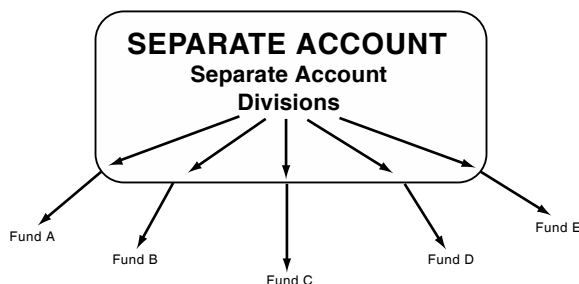 SEPARATE ACCOUNT
Separate Account
Divisions
Fund A
Fund B
Fund C
Fund D
Fund E